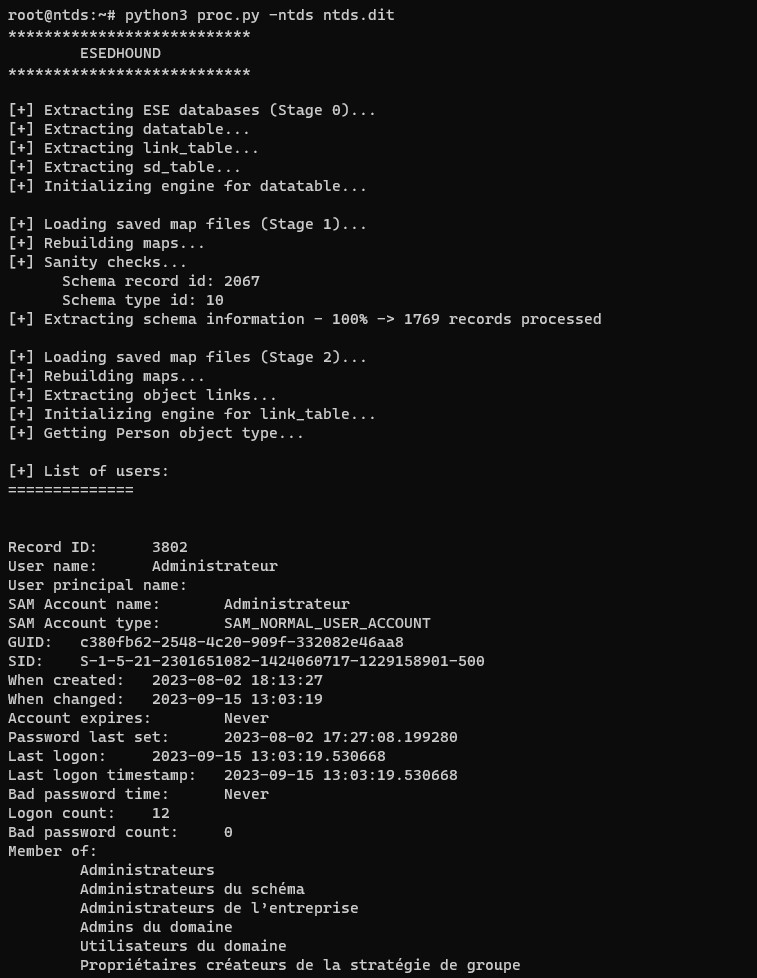 root@ntds:~# python3 proc.py -ntds ntds.dit
***************************
ESEDHOUND
***************************
[+] Extracting ESE databases (Stage 0)...
[+] Extracting datatable...
[+] Extracting link_table...
[+] Extracting sd_table...
[+] Initializing engine for datatable...
[+] Loading saved map files (Stage 1)...
[+] Rebuilding maps...
[+] Sanity checks...
Schema record id: 2067
Schema type id: 10
[+] Extracting schema information - 100% -> 1769 records processed
[+] Loading saved map files (Stage 2)...
[+] Rebuilding maps...
[+] Extracting object links...
[+] Initializing engine for link_table...
[+] Getting Person object type...
[+] List of users:
==============
Record ID: 3802
User name: Administrateur
User principal name:
SAM Account name: Administrateur
SAM Account type: SAM_NORMAL_USER_ACCOUNT
GUID: c380fb62-2548-4c20-909f-332082e46aa8
SID: S-1-5-21-2301651082-1424060717-1229158901-500
When created: 2023-08-02 18:13:27
When changed: 2023-09-15 13:03:19
Account expires: Never
Password last set: 2023-08-02 17:27:08.199280
Last logon: 2023-09-15 13:03:19.530668
Last logon timestamp: 2023-09-15 13:03:19.530668
Bad password time: Never
Logon count: 12
Bad password count: 0
Member of:
Administrateurs
Administrateurs du schéma
Administrateurs de l’entreprise
Admins du domaine
Utilisateurs du domaine
Propriétaires créateurs de la stratégie de groupe